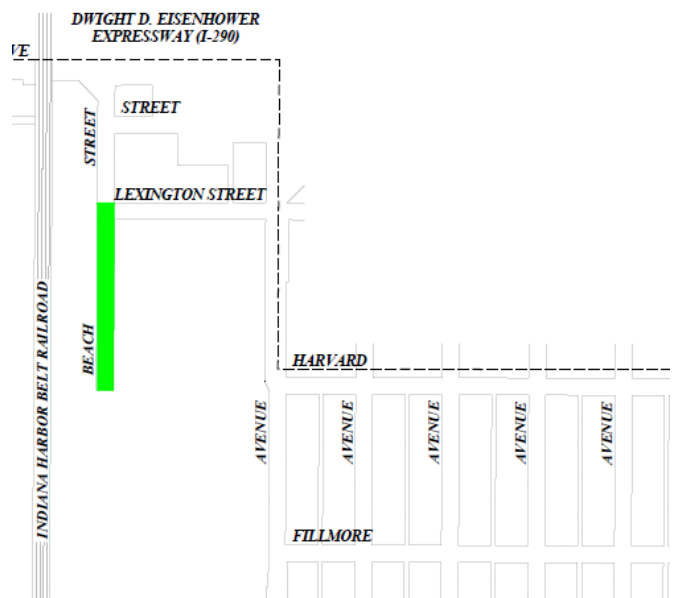 DWIGHT D. EISENHOWER
EXPRESSWAY (I-290)
VE
STREET
STREET
LEXINGTON STREET
BEACH
INDIANA HARBOR BELT RAILROAD
HARVARD
AVENUE
AVENUE
AVENUE
AVENUE
AVENUE
FILLMORE